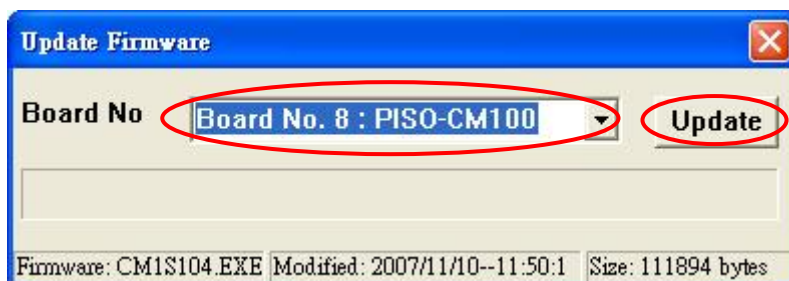 Update Firmware
Board No Board No. 8 : PISO-CM100 Update
Firmware: CM1S104.EXE Modified: 2007/11/10--11:50:1 Size: 111894 bytes